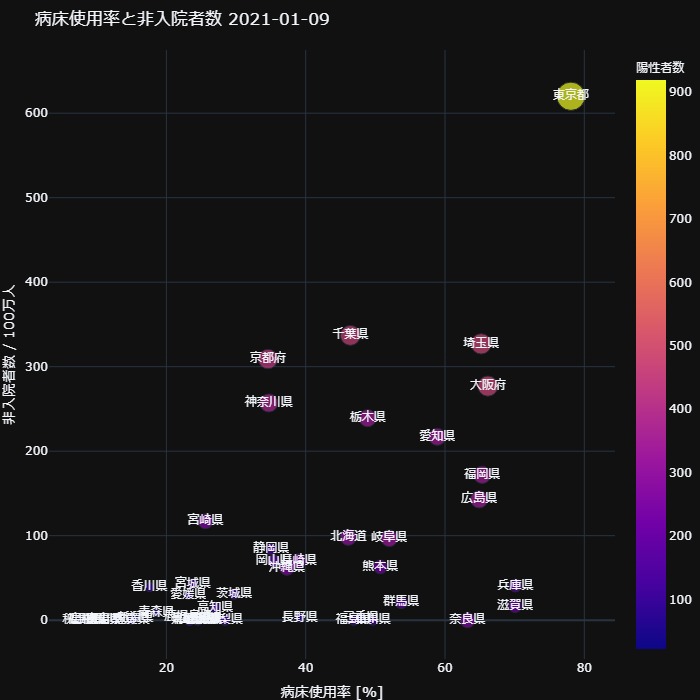 病床使用率と非入院者数 2021-01-09
陽性者数
900
800
700
600
500
400
300
200
100
600
500
400
300
200
100
0
非入院者数 / 100万人
20
40
60
80
病床使用率 [%]
東京都
千葉県
埼玉県
京都府
大阪府
神奈川県
栃木県
愛知県
福岡県
広島県
宮崎県
北海道
岐阜県
静岡県
岡山県
沖縄県
熊本県
香川県
宮城県
愛媛県
茨城県
兵庫県
群馬県
滋賀県
青森県
高知県
長野県
奈良県